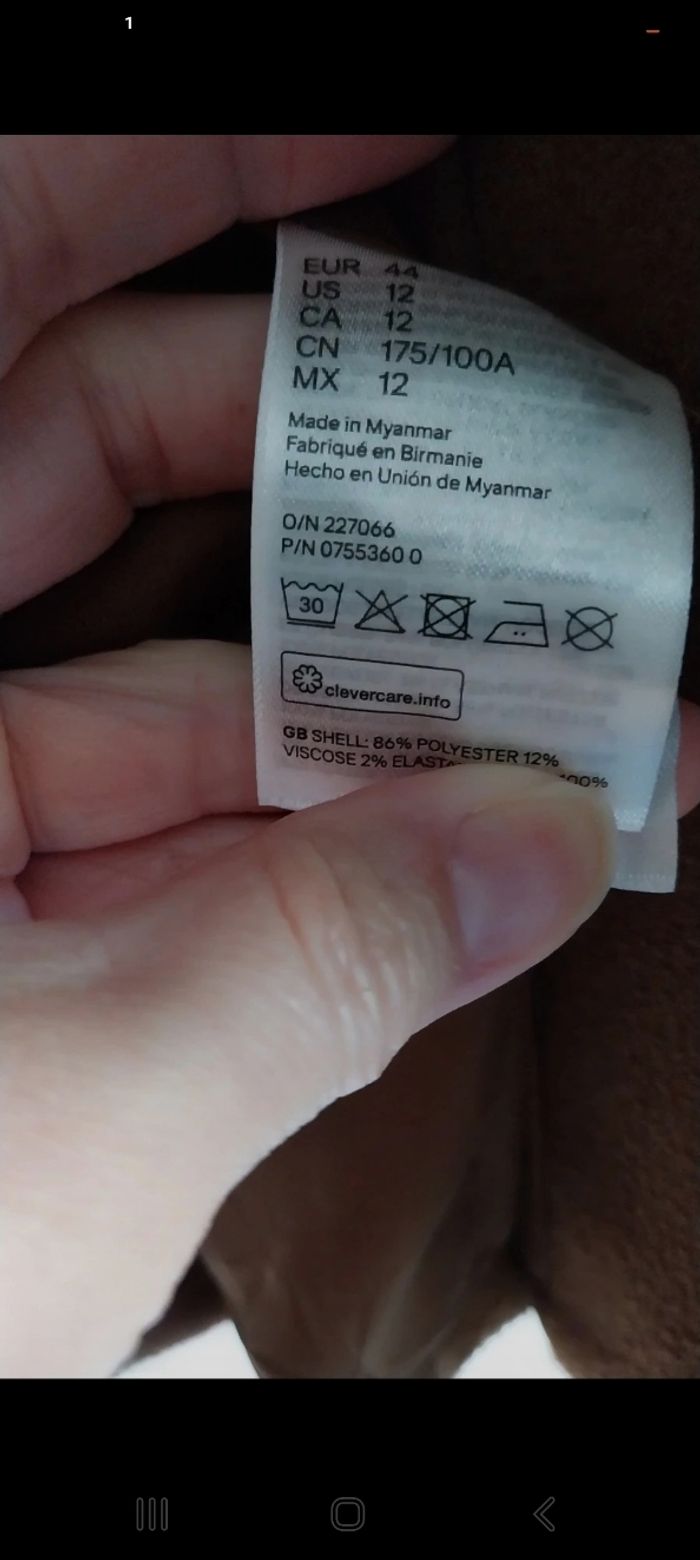 1
EUR 44
US 12
CA 12
CN 175/100A
MX 12
Made in Myanmar
Fabriqué en Birmanie
Hecho en Unión de Myanmar
O/N 227066
P/N 0755360 0
30
clevercare.info
GB SHELL: 86% POLYESTER 12%
VISCOSE 2% 100%